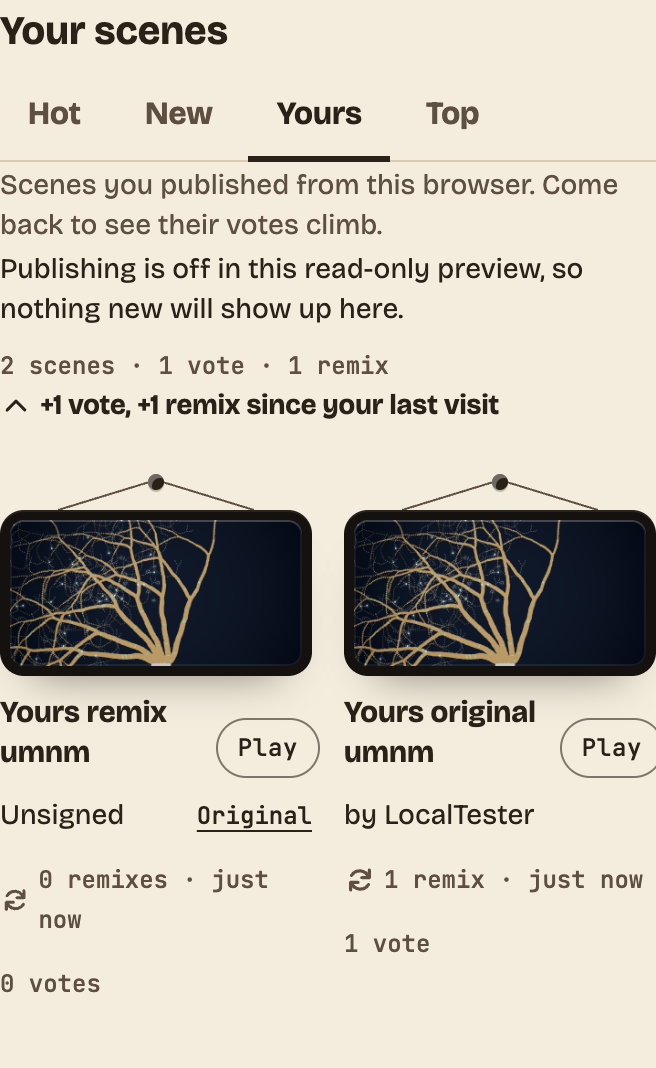 Your scenes
Hot New Yours Top
Scenes you published from this browser. Come
back to see their votes climb.
Publishing is off in this read-only preview, so
nothing new will show up here.
2 scenes · 1 vote · 1 remix
+1 vote, +1 remix since your last visit
Yours remix
umnm
Play
Unsigned
Original
0 remixes · just
now
0 votes
Yours original
umnm
Play
by LocalTester
1 remix · just now
1 vote